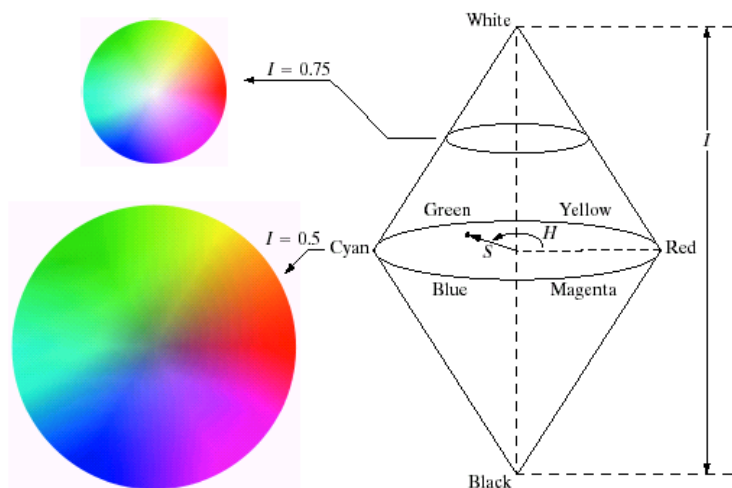 White
I = 0.75
I
Green Yellow
I = 0.5
H
Cyan
S
Red
Blue Magenta
Black